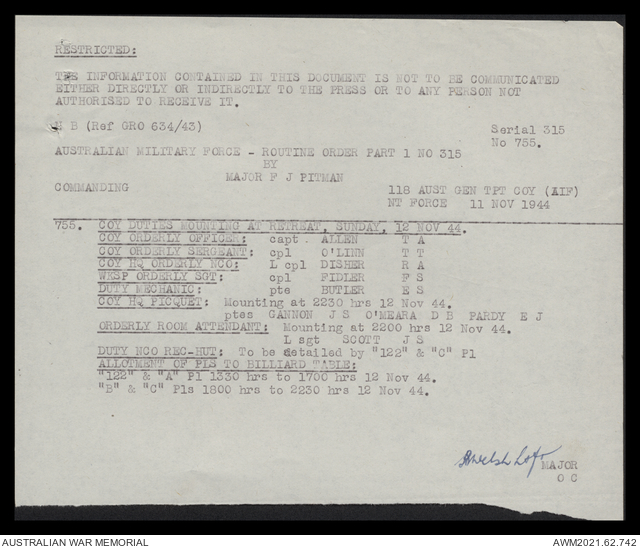 RESTRICTED:
THE INFORMATION CONTAINED IN THIS DOCUMENT IS NOT TO BE COMMUNICATED
EITHER DIRECTLY OR INDIRECTLY TO THE PRESS OR TO ANY PERSON NOT
AUTHORISED TO RECEIVE IT.
E B (Ref GRO 634/43)
Serial 315
No 755.
AUSTRALIAN MILITARY FORCE - ROUTINE ORDER PART 1 NO 315
BY
MAJOR F J PITMAN
COMMANDING 118 AUST GEN TPT COY (AIF)
NT FORCE 11 NOV 1944
755. COY DUTIES MOUNTING AT RETREAT, SUNDAY, 12 NOV 44.
COY ORDERLY OFFICER: capt ALLEN T A
COY ORDERLY SERGEANT: cpl O'LINN T T
COY HQ ORDERLY NCO: L cpl DISHER R A
WKSP ORDERLY SGT: cpl FIDLER F S
DUTY MECHANIC: pte BUTLER E S
COY HQ PICQUET: Mounting at 2230 hrs 12 Nov 44.
ptes GANNON J S O'MEARA D B PARDY E J
ORDERLY ROOM ATTENDANT: Mounting at 2200 hrs 12 Nov 44.
L sgt SCOTT J S
DUTY NCO REC-HUT: To be detailed by "122" & "C" Pl
ALLOTMENT OF PLS TO BILLIARD TABLE:
"122" & "A" Pl 1330 hrs to 1700 hrs 12 Nov 44.
"B" & "C" Pls 1800 hrs to 2230 hrs 12 Nov 44.
MAJOR
O C
AUSTRALIAN WAR MEMORIAL
AWM2021.62.742